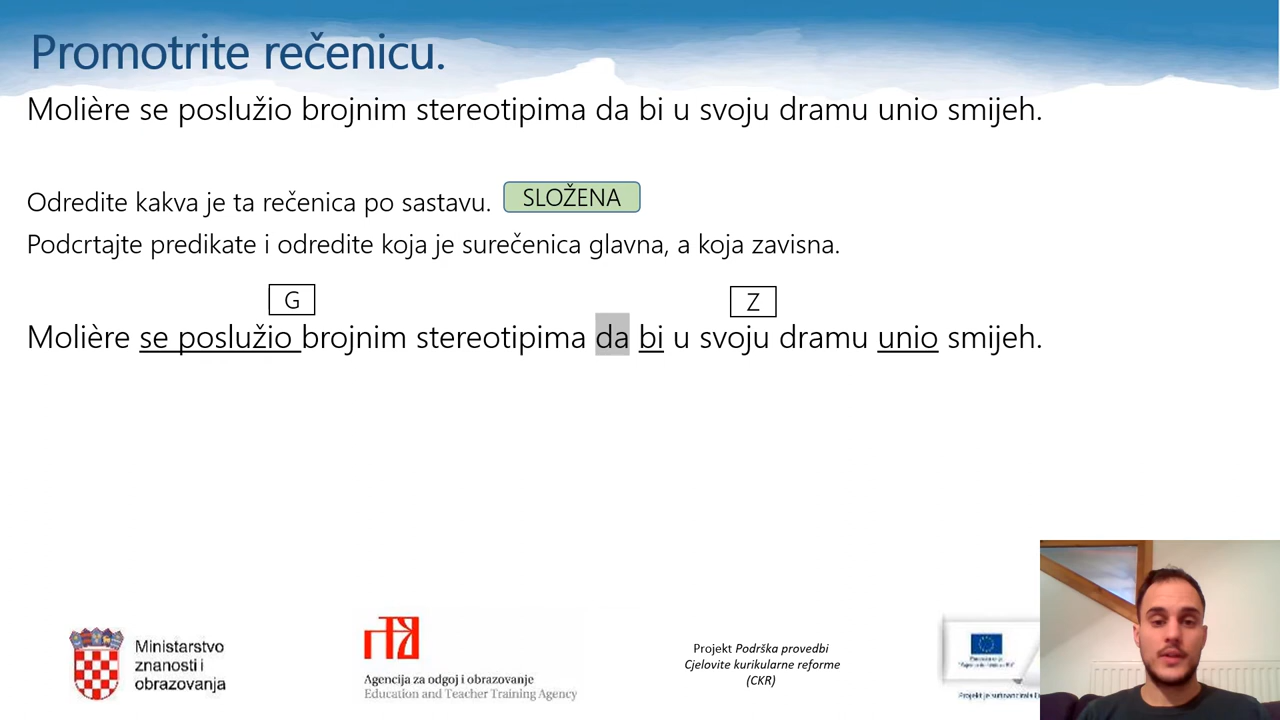 Promotrite rečenicu.
Molière se poslužio brojnim stereotipima da bi u svoju dramu unio smijeh.
Odredite kakva je ta rečenica po sastavu. SLOŽENA
Podcrtajte predikate i odredite koja je surečenica glavna, a koja zavisna.
G Z
Molière se poslužio brojnim stereotipima da bi u svoju dramu unio smijeh.
Ministarstvo
znanosti i
obrazovanja
Agencija za odgoj i obrazovanje
Education and Teacher Training Agency
Projekt Podrška provedbi
Cjelovite kurikularne reforme
(CKR)
Projekt je sufinancirala